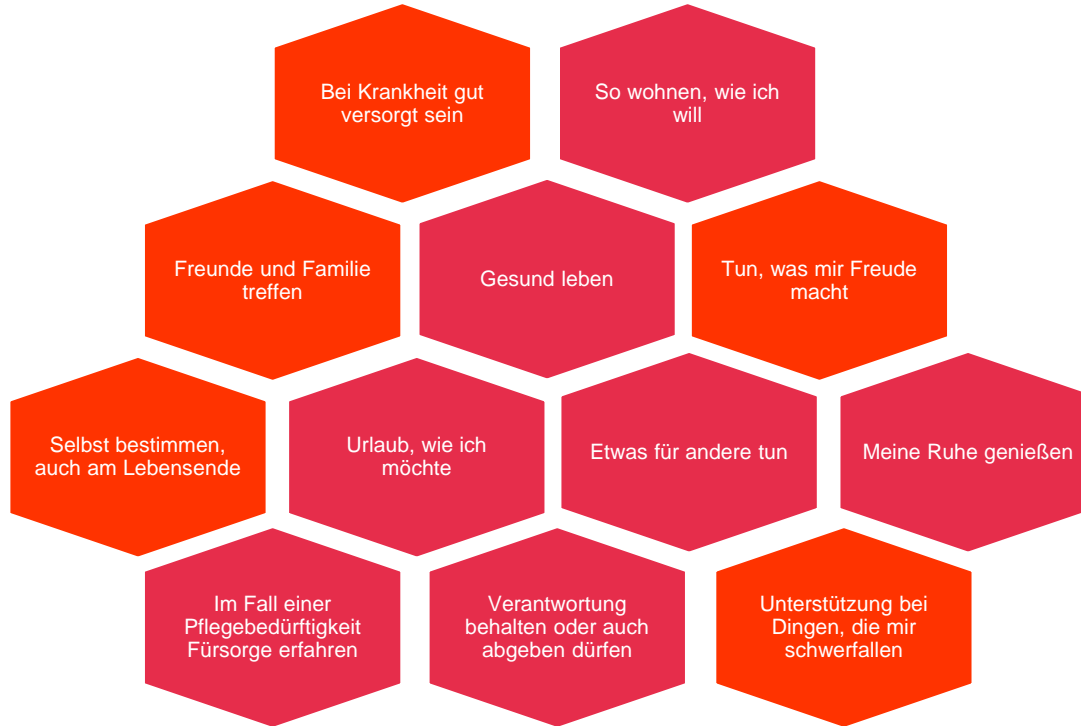 Bei Krankheit gut
versorgt sein
So wohnen, wie ich
will
Freunde und Familie
treffen
Gesund leben
Tun, was mir Freude
macht
Selbst bestimmen,
auch am Lebensende
Urlaub, wie ich
möchte
Etwas für andere tun
Meine Ruhe genießen
Im Fall einer
Pflegebedürftigkeit
Fürsorge erfahren
Verantwortung
behalten oder auch
abgeben dürfen
Unterstützung bei
Dingen, die mir
schwerfallen